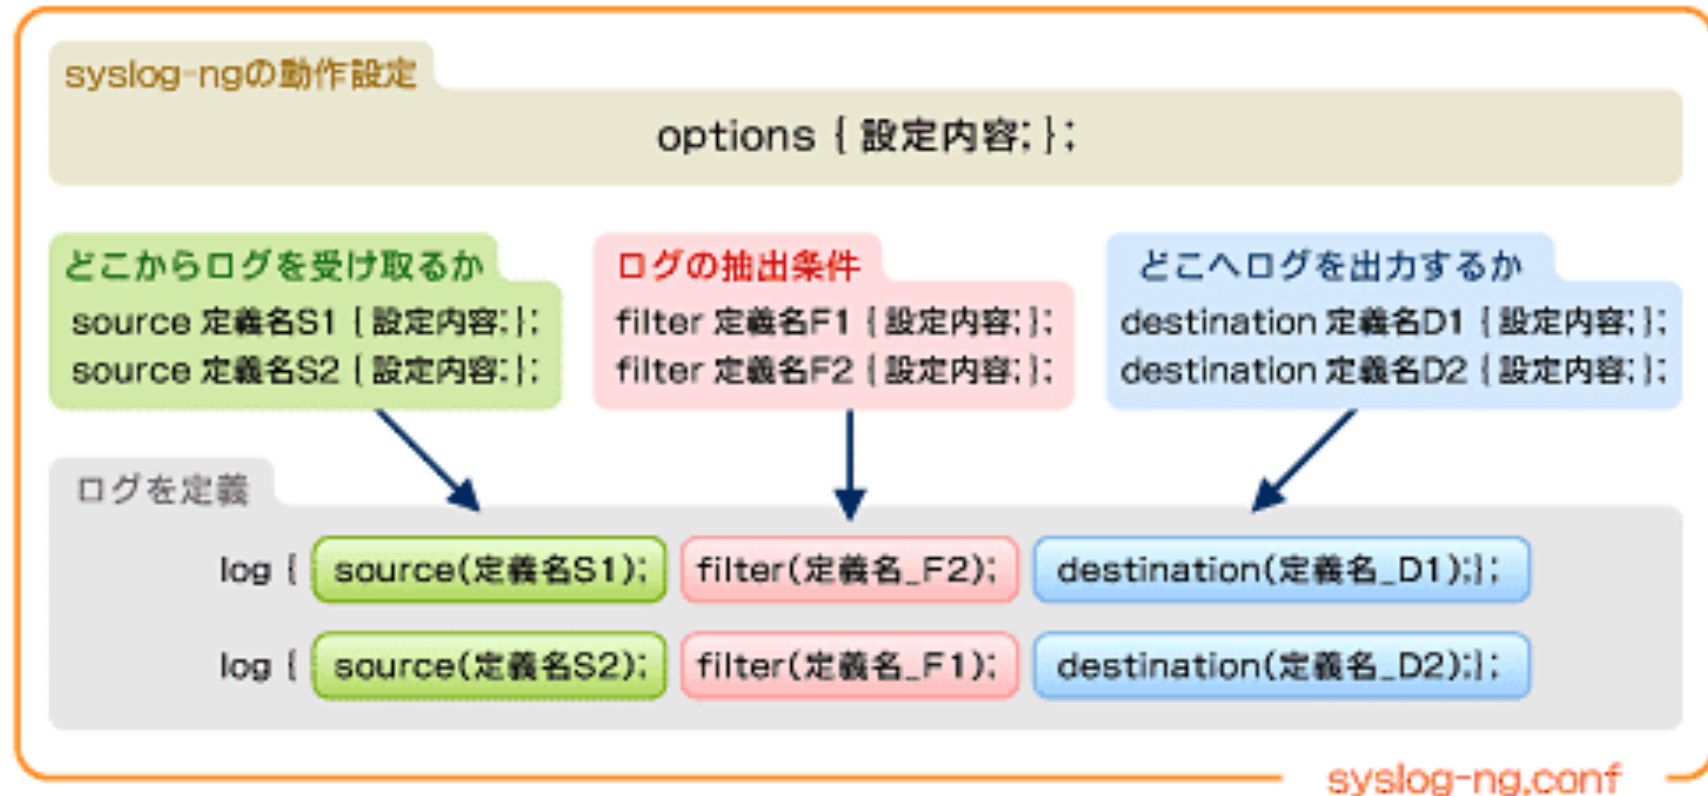 syslog-ngの動作設定
options { 設定内容; };
どこからログを受け取るか
source 定義名S1 { 設定内容; };
source 定義名S2 { 設定内容; };
ログの抽出条件
filter 定義名F1 { 設定内容; };
filter 定義名F2 { 設定内容; };
どこへログを出力するか
destination 定義名D1 { 設定内容; };
destination 定義名D2 { 設定内容; };
ログを定義
log { source(定義名S1); filter(定義名_F2); destination(定義名_D1);};
log { source(定義名S2); filter(定義名_F1); destination(定義名_D2);};
syslog-ng.conf